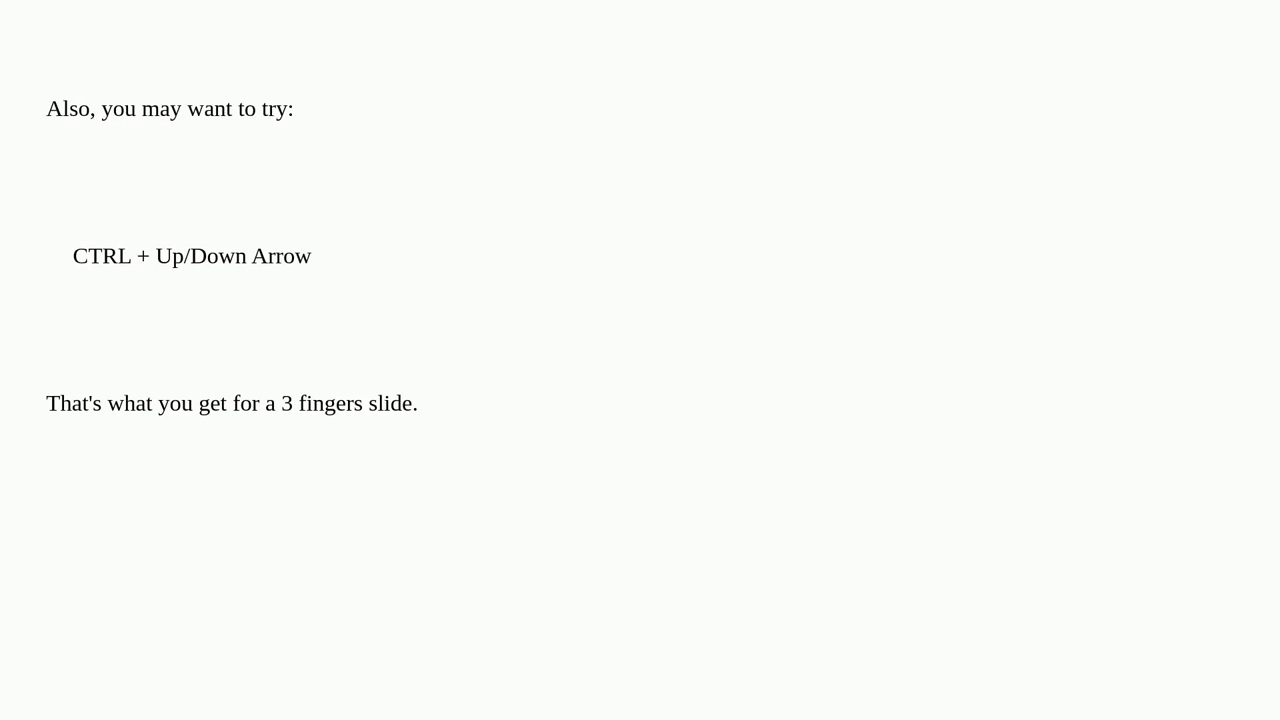 Also, you may want to try:
CTRL + Up/Down Arrow
That's what you get for a 3 fingers slide.